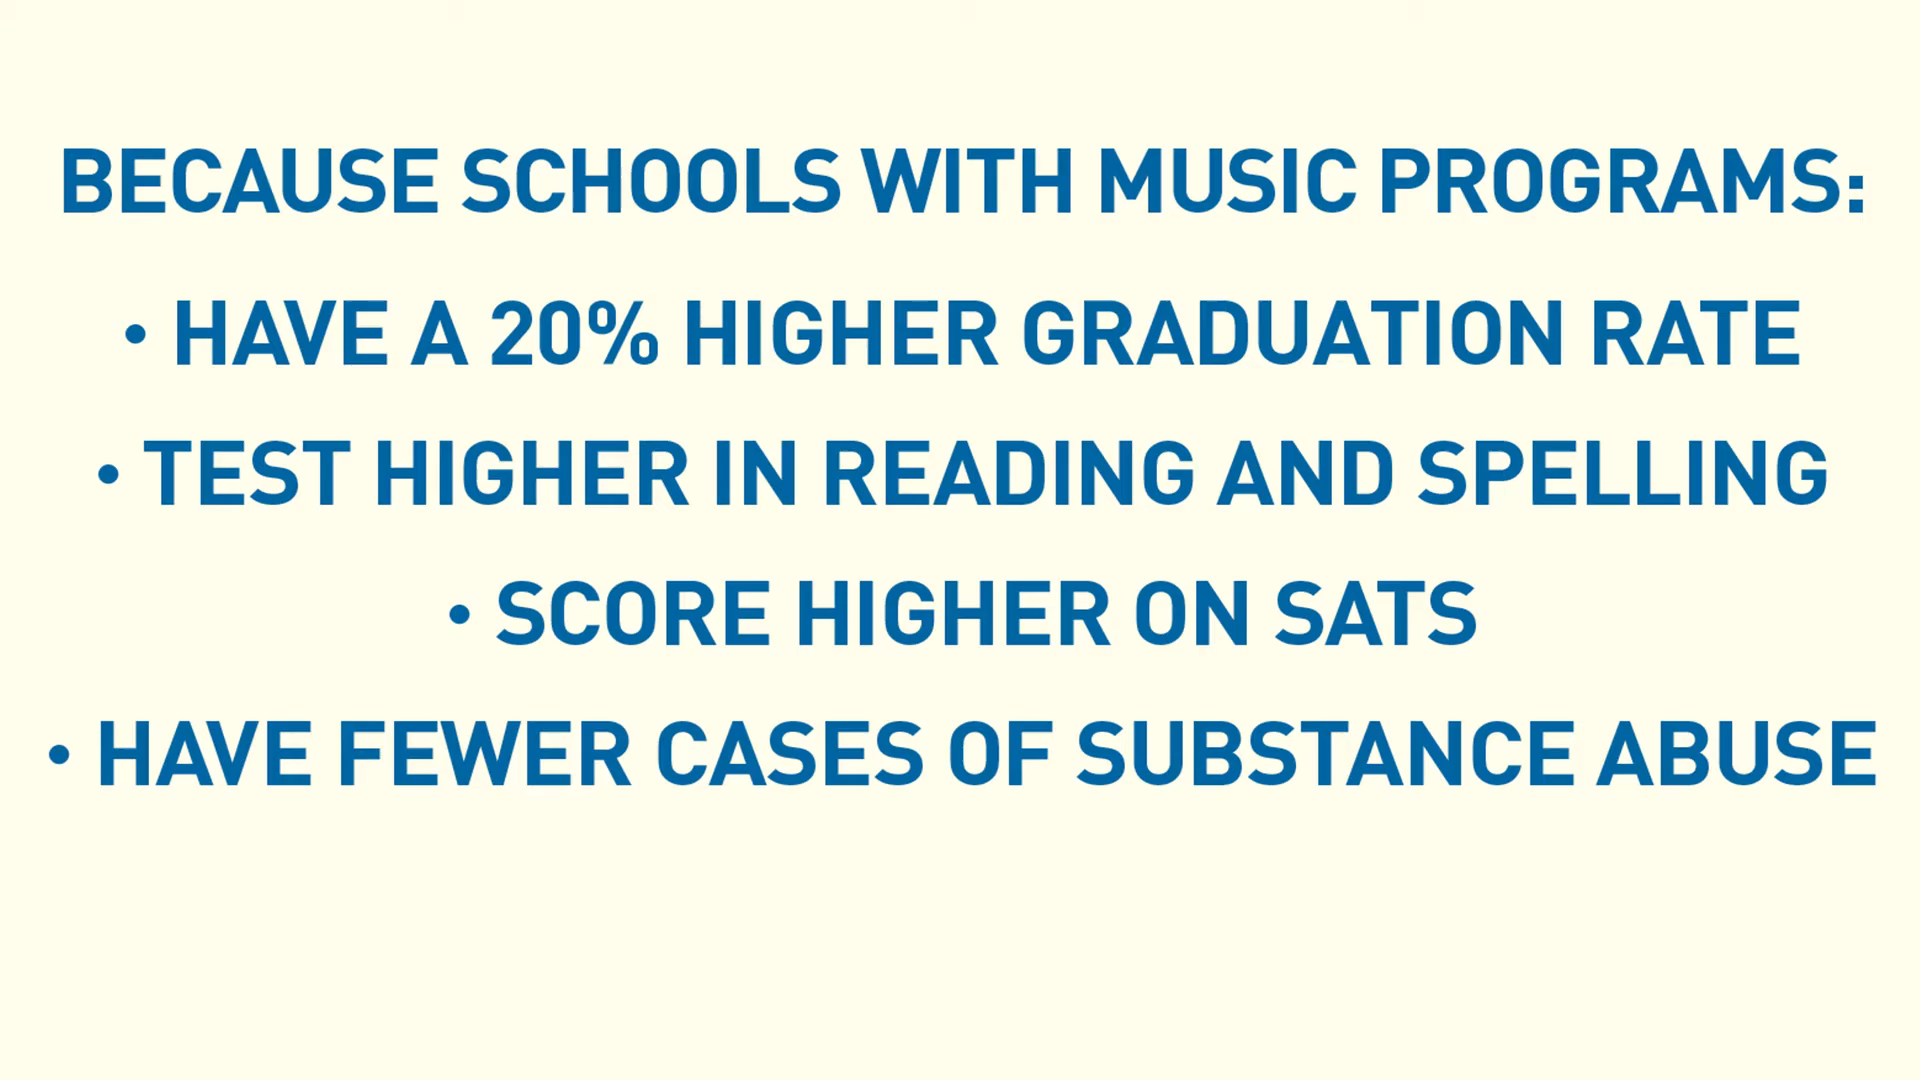 BECAUSE SCHOOLS WITH MUSIC PROGRAMS:
• HAVE A 20% HIGHER GRADUATION RATE
• TEST HIGHER IN READING AND SPELLING
• SCORE HIGHER ON SATS
• HAVE FEWER CASES OF SUBSTANCE ABUSE